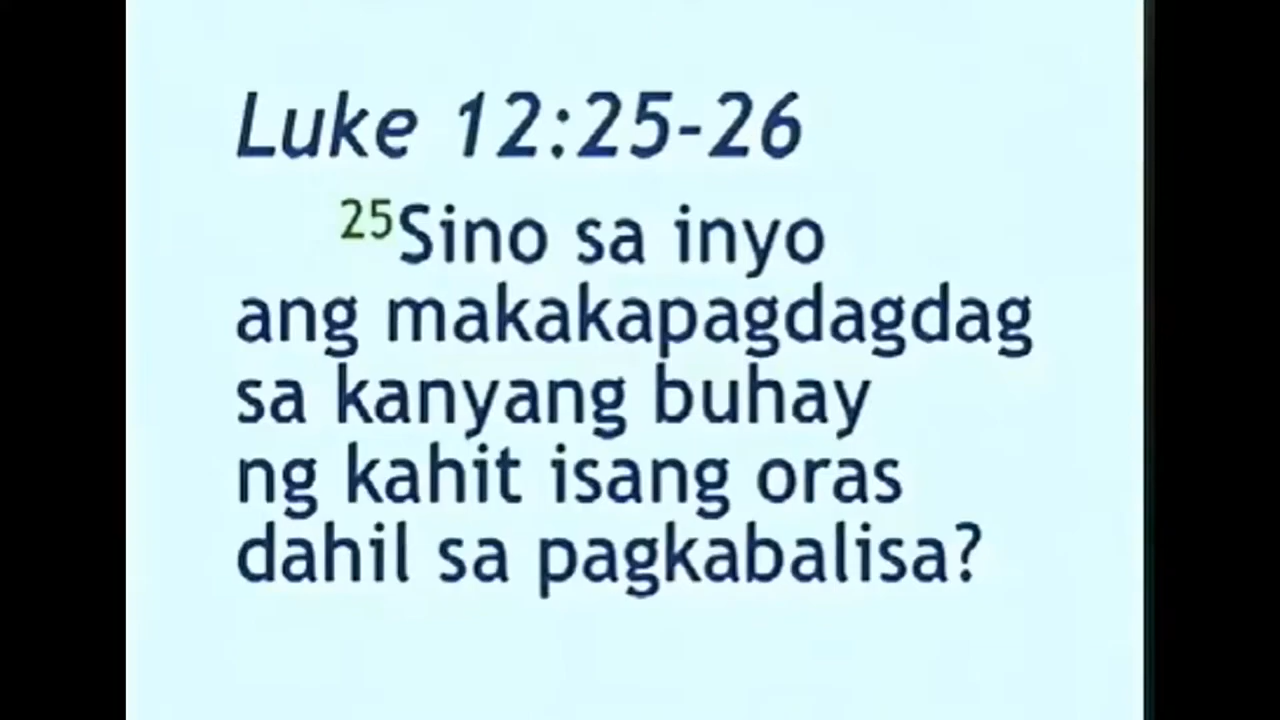 Luke 12:25-26
25Sino sa inyo
ang makakapagdagdag
sa kanyang buhay
ng kahit isang oras
dahil sa pagkabalisa?